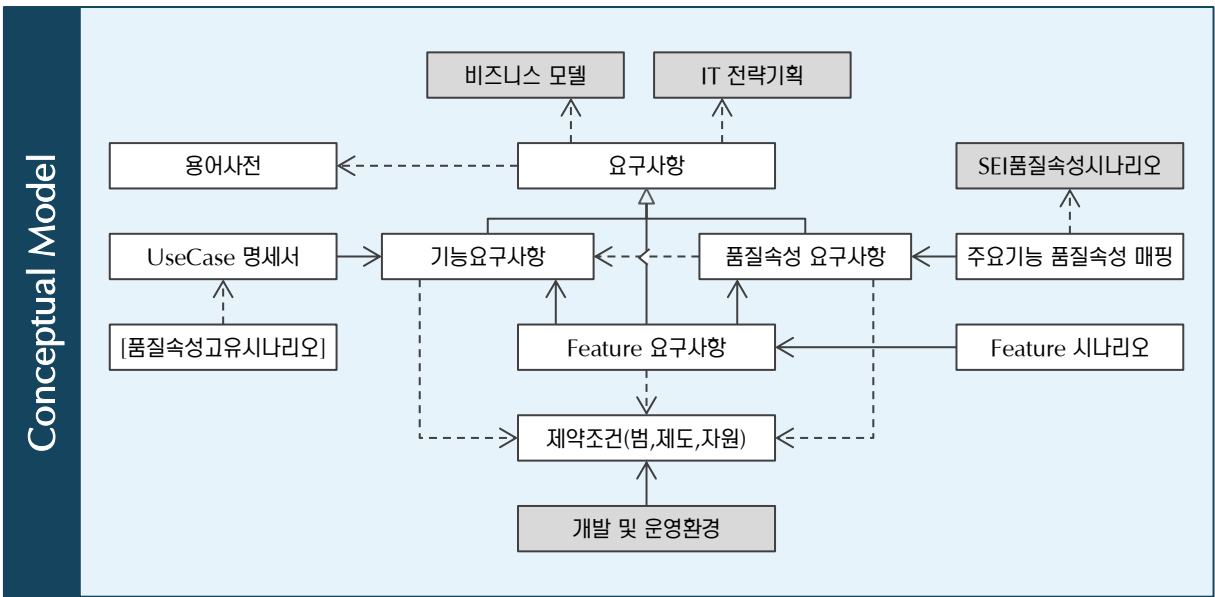 Conceptual Model
비즈니스 모델
IT 전략기획
용어사전
요구사항
SEI품질속성시나리오
UseCase 명세서
기능요구사항
품질속성 요구사항
주요기능 품질속성 매핑
[품질속성고유시나리오]
Feature 요구사항
Feature 시나리오
제약조건(범,제도,자원)
개발 및 운영환경